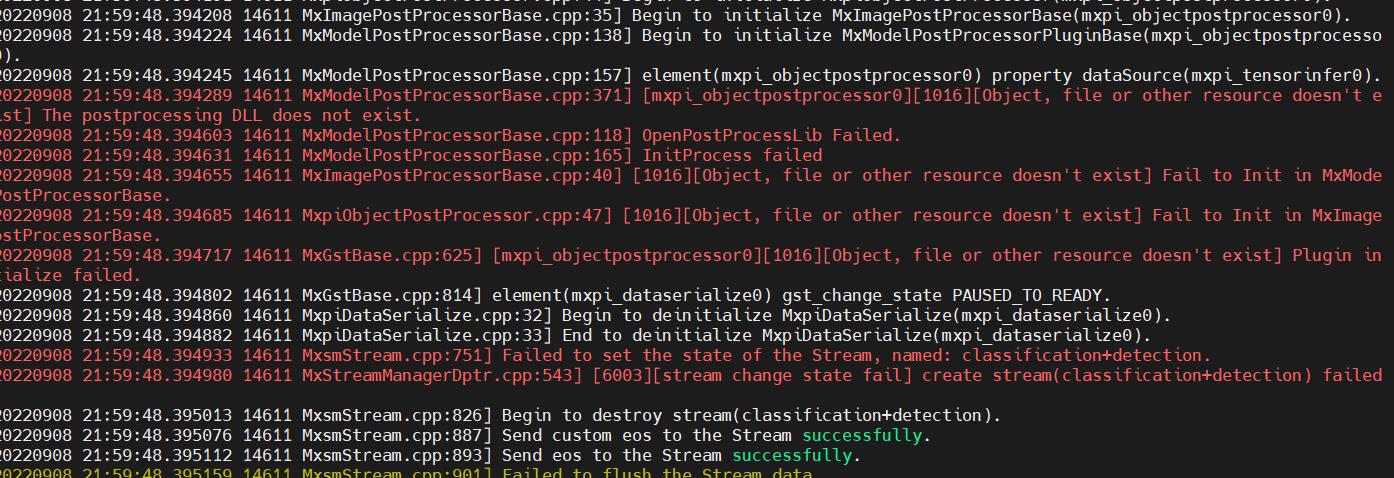 20220908 21:59:48.394208 14611 MxImagePostProcessorBase.cpp:35] Begin to initialize MxImagePostProcessorBase(mxpi_objectpostprocessor0).
20220908 21:59:48.394224 14611 MxModelPostProcessorBase.cpp:138] Begin to initialize MxModelPostProcessorPluginBase(mxpi_objectpostprocesso
0).
20220908 21:59:48.394245 14611 MxModelPostProcessorBase.cpp:157] element(mxpi_objectpostprocessor0) property dataSource(mxpi_tensorinfer0).
20220908 21:59:48.394289 14611 MxModelPostProcessorBase.cpp:371] [mxpi_objectpostprocessor0][1016][Object, file or other resource doesn't e
ist] The postprocessing DLL does not exist.
20220908 21:59:48.394603 14611 MxModelPostProcessorBase.cpp:118] OpenPostProcessLib Failed.
20220908 21:59:48.394631 14611 MxModelPostProcessorBase.cpp:165] InitProcess failed
20220908 21:59:48.394655 14611 MxImagePostProcessorBase.cpp:40] [1016][Object, file or other resource doesn't exist] Fail to Init in MxMode
PostProcessorBase.
20220908 21:59:48.394685 14611 MxpiObjectPostProcessor.cpp:47] [1016][Object, file or other resource doesn't exist] Fail to Init in MxImage
ostProcessorBase.
20220908 21:59:48.394717 14611 MxGstBase.cpp:625] [mxpi_objectpostprocessor0][1016][Object, file or other resource doesn't exist] Plugin in
tialize failed.
20220908 21:59:48.394802 14611 MxGstBase.cpp:814] element(mxpi_dataserialize0) gst_change_state PAUSED_TO_READY.
20220908 21:59:48.394860 14611 MxpiDataSerialize.cpp:32] Begin to deinitialize MxpiDataSerialize(mxpi_dataserialize0).
20220908 21:59:48.394882 14611 MxpiDataSerialize.cpp:33] End to deinitialize MxpiDataSerialize(mxpi_dataserialize0).
20220908 21:59:48.394933 14611 MxsmStream.cpp:751] Failed to set the state of the Stream, named: classification+detection.
20220908 21:59:48.394980 14611 MxStreamManagerDptr.cpp:543] [6003][stream change state fail] create stream(classification+detection) failed
20220908 21:59:48.395013 14611 MxsmStream.cpp:826] Begin to destroy stream(classification+detection).
20220908 21:59:48.395076 14611 MxsmStream.cpp:887] Send custom eos to the Stream successfully.
20220908 21:59:48.395112 14611 MxsmStream.cpp:893] Send eos to the Stream successfully.
20220908 21:59:48.395159 14611 MxsmStream.cpp:901] Failed to flush the Stream data